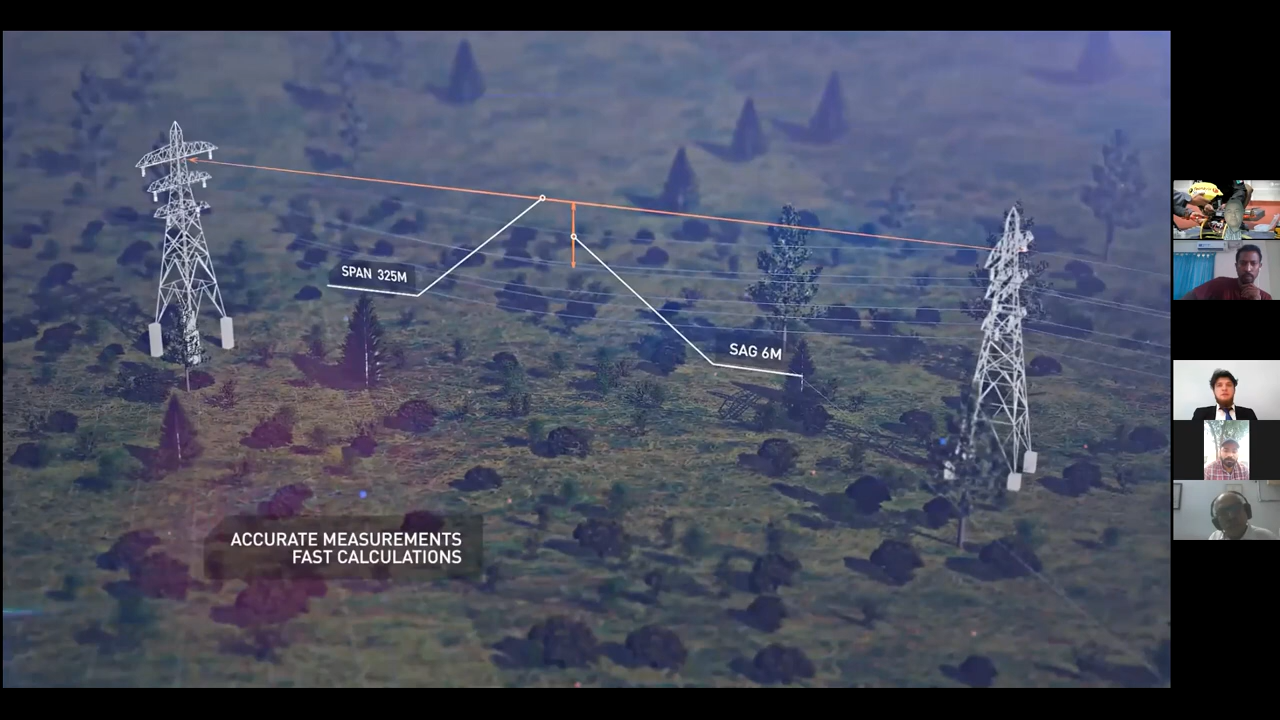 SPAN 325M
SAG 6M
ACCURATE MEASUREMENTS
FAST CALCULATIONS